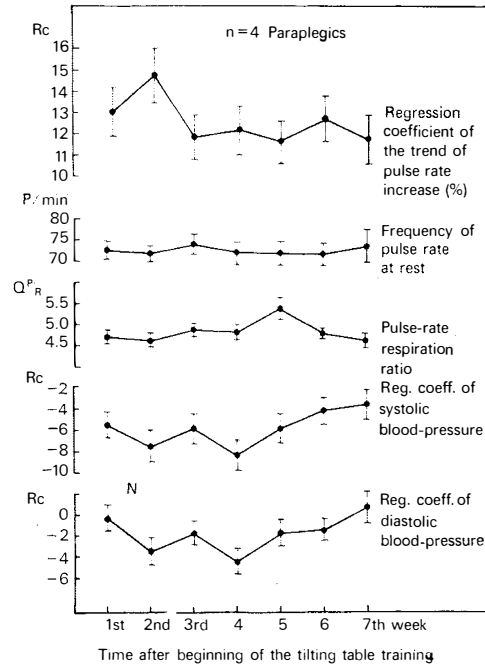 Rc
n=4 Paraplegics
16
15
14
13
12
11
Regression
coefficient of
the trend of
pulse rate
increase (%)
P/min
80
75
70
Frequency of
pulse rate
at rest
QPR
5.5
5.0
4.5
Pulse-rate
respiration
ratio
Rc
-2
-4
-6
-8
-10
Reg. coeff. of
systolic
blood-pressure
Rc
N
0
-2
-4
-6
Reg. coeff. of
diastolic
blood-pressure
1st 2nd 3rd 4 5 6 7th week
Time after beginning of the tilting table training